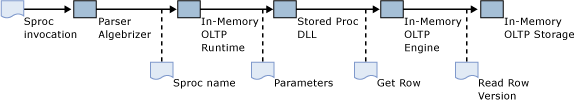 Sproc
invocation
Parser
Algebrizer
In-Memory
OLTP
Runtime
Stored Proc
DLL
In-Memory
OLTP
Engine
In-Memory
OLTP Storage
Sproc name
Parameters
Get Row
Read Row
Version